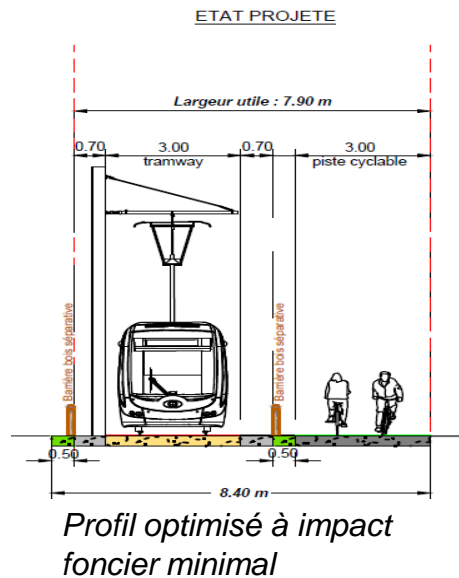 ETAT PROJETE
Largeur utile : 7.90 m
0.70 3.00 0.70 3.00
tramway piste cyclable
Barrière bois séparative
Barrière bois séparative
0.50 0.50
8.40 m
Profil optimisé à impact
foncier minimal